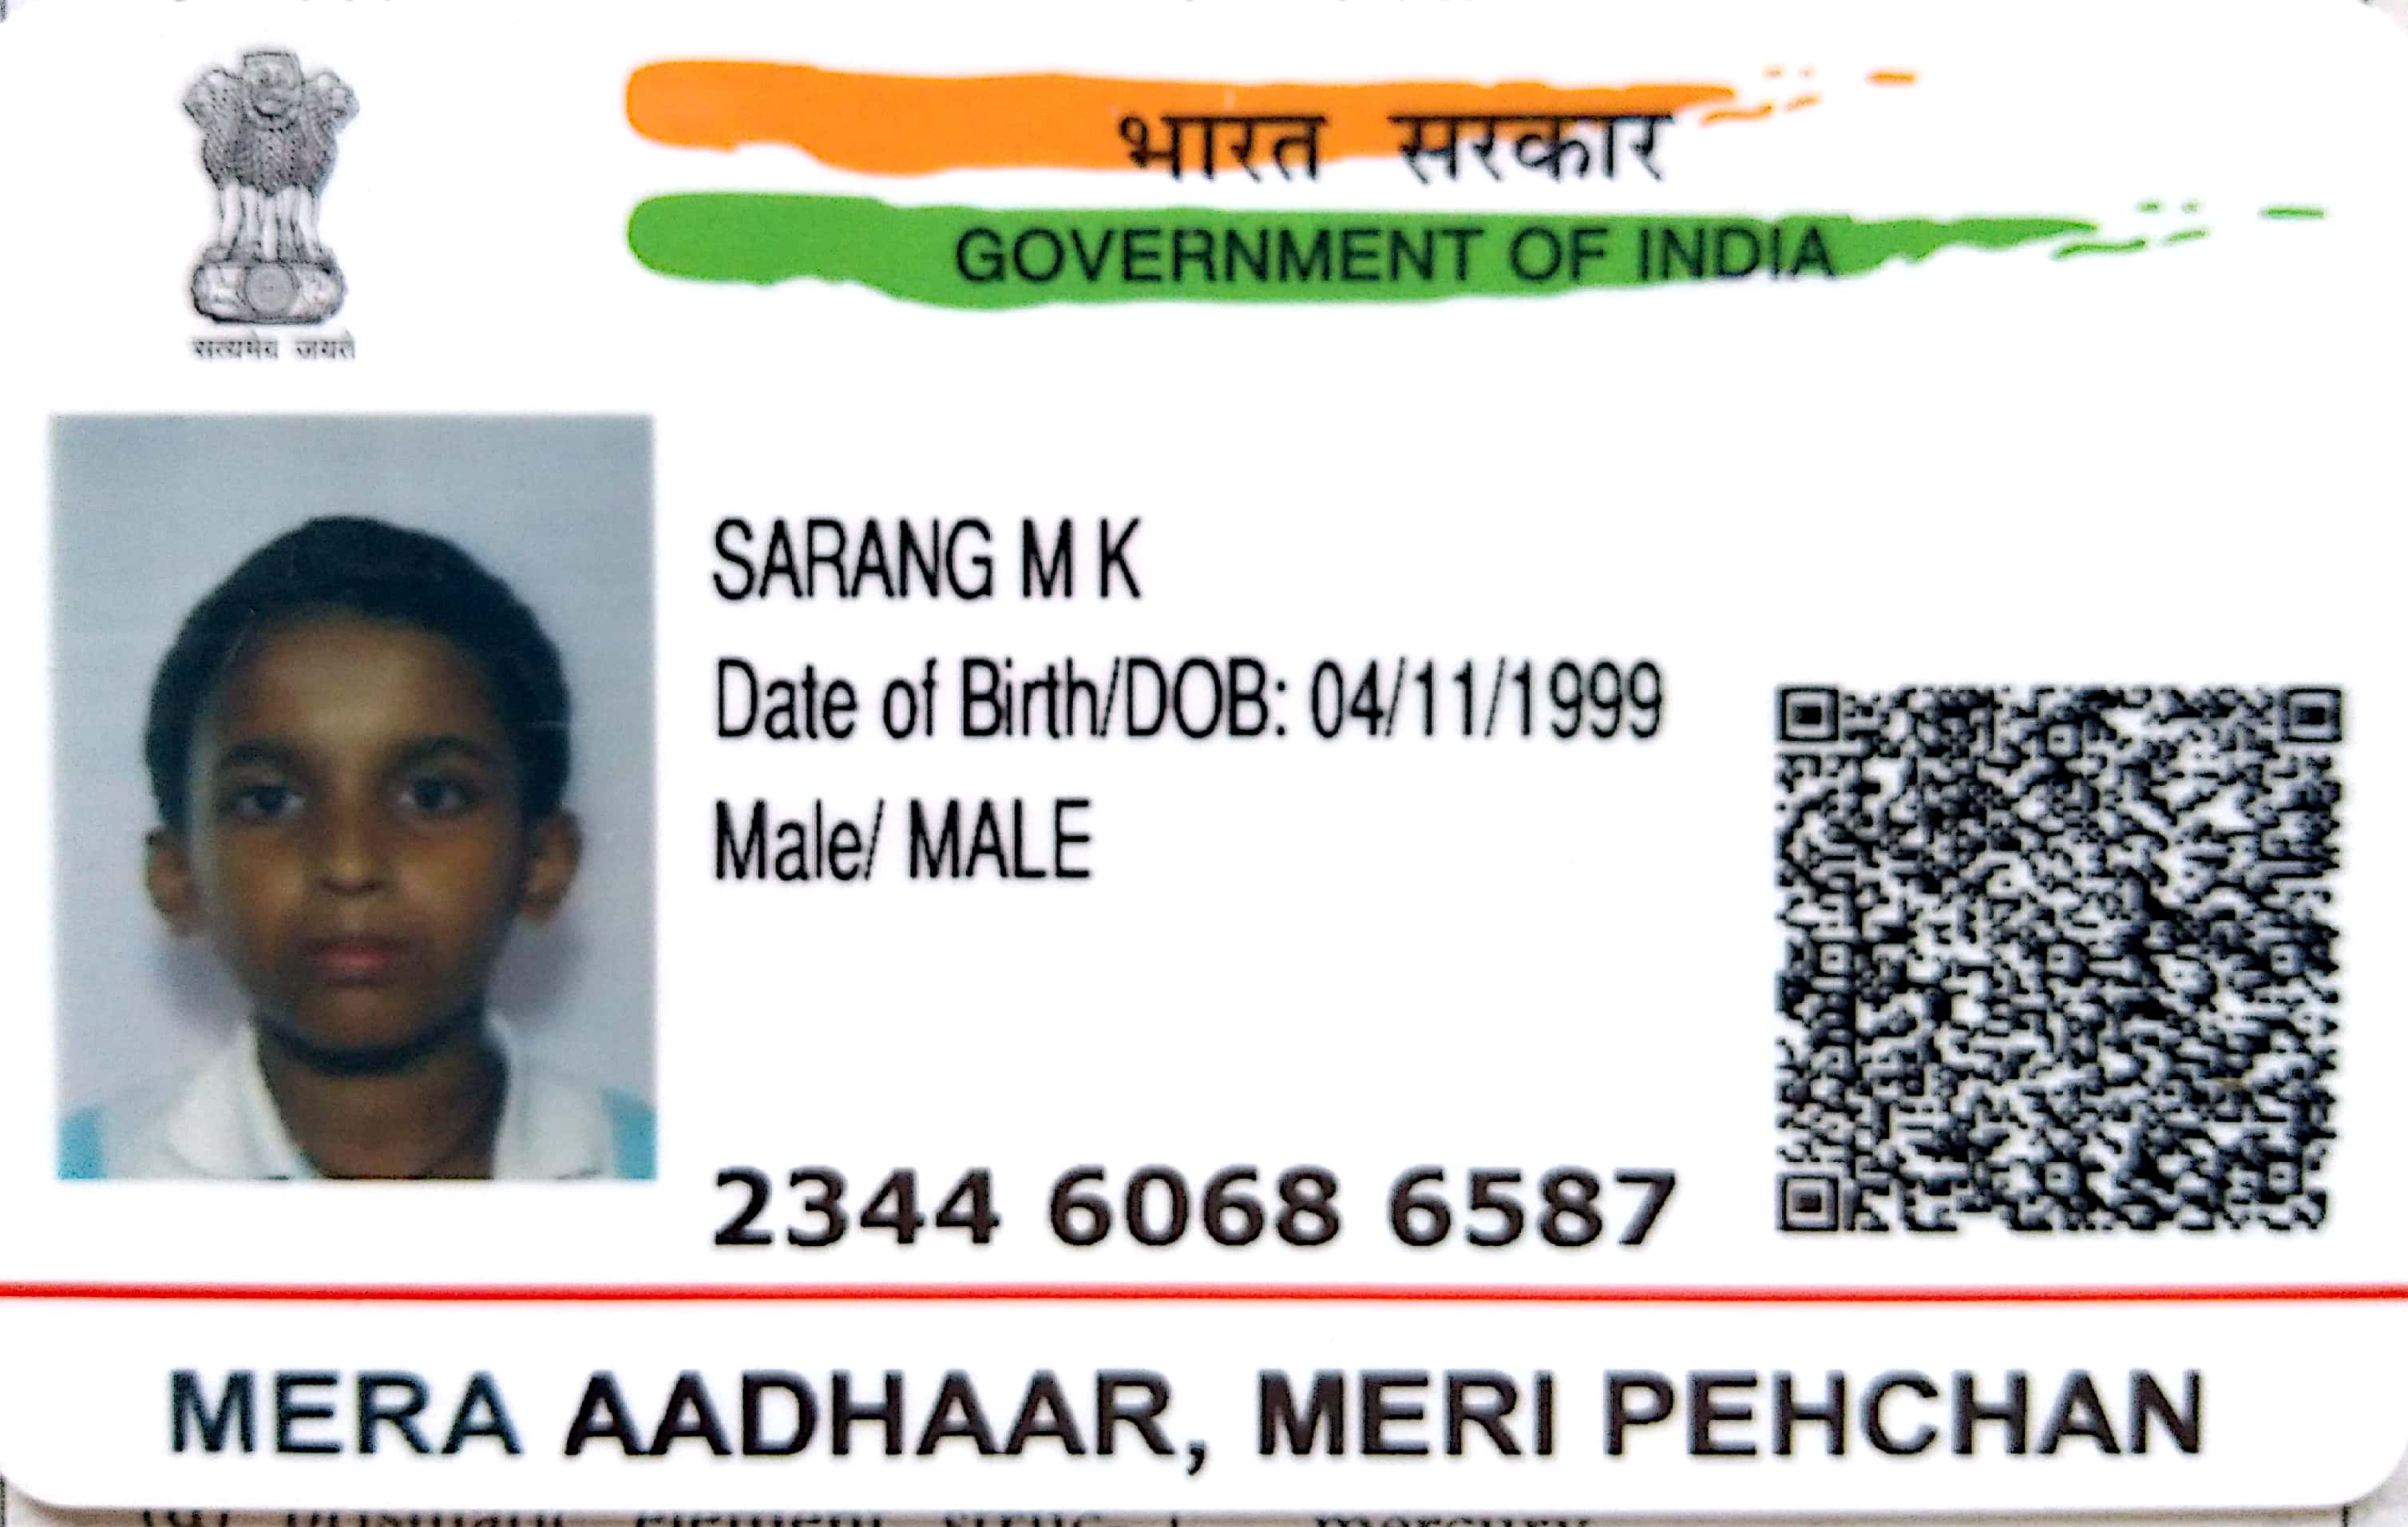 भारत सरकार
GOVERNMENT OF INDIA
सत्यमेव जयते
SARANG M K
Date of Birth/DOB: 04/11/1999
Male/ MALE
2344 6068 6587
MERA AADHAAR, MERI PEHCHAN